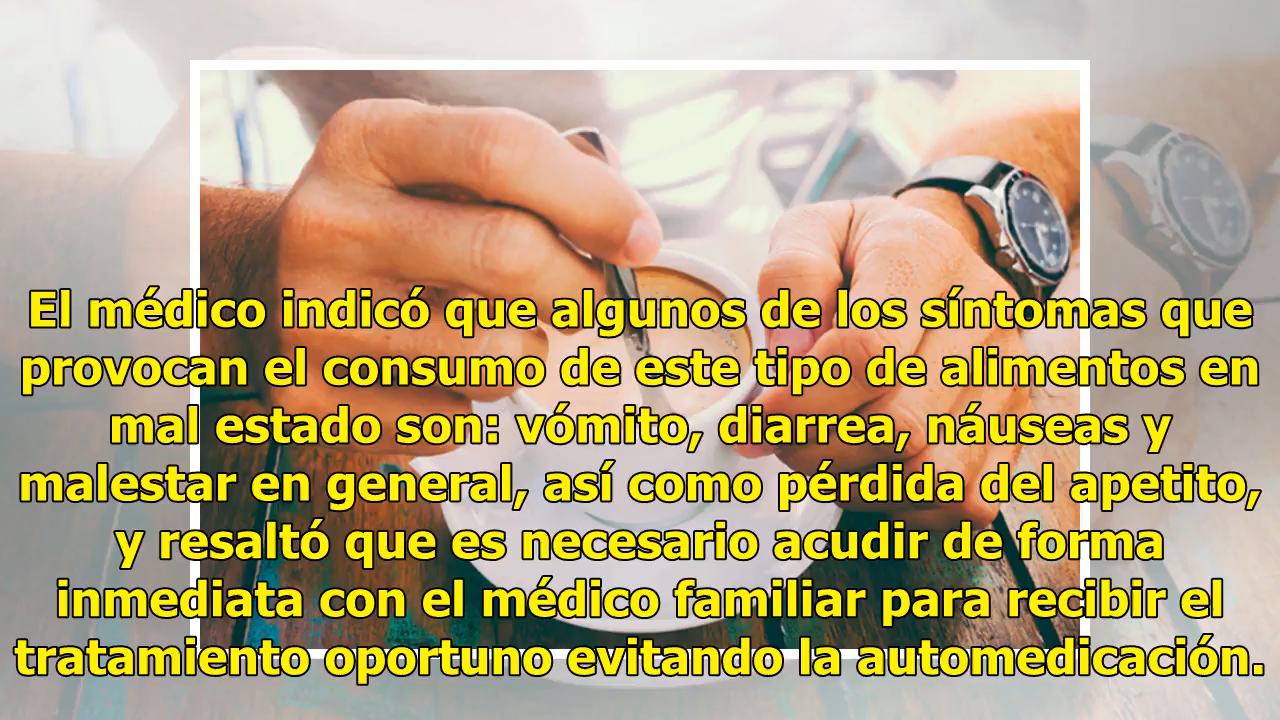 El médico indicó que algunos de los síntomas que
provocan el consumo de este tipo de alimentos en
mal estado son: vómito, diarrea, náuseas y
malestar en general, así como pérdida del apetito,
y resaltó que es necesario acudir de forma
inmediata con el médico familiar para recibir el
tratamiento oportuno evitando la automedicación.